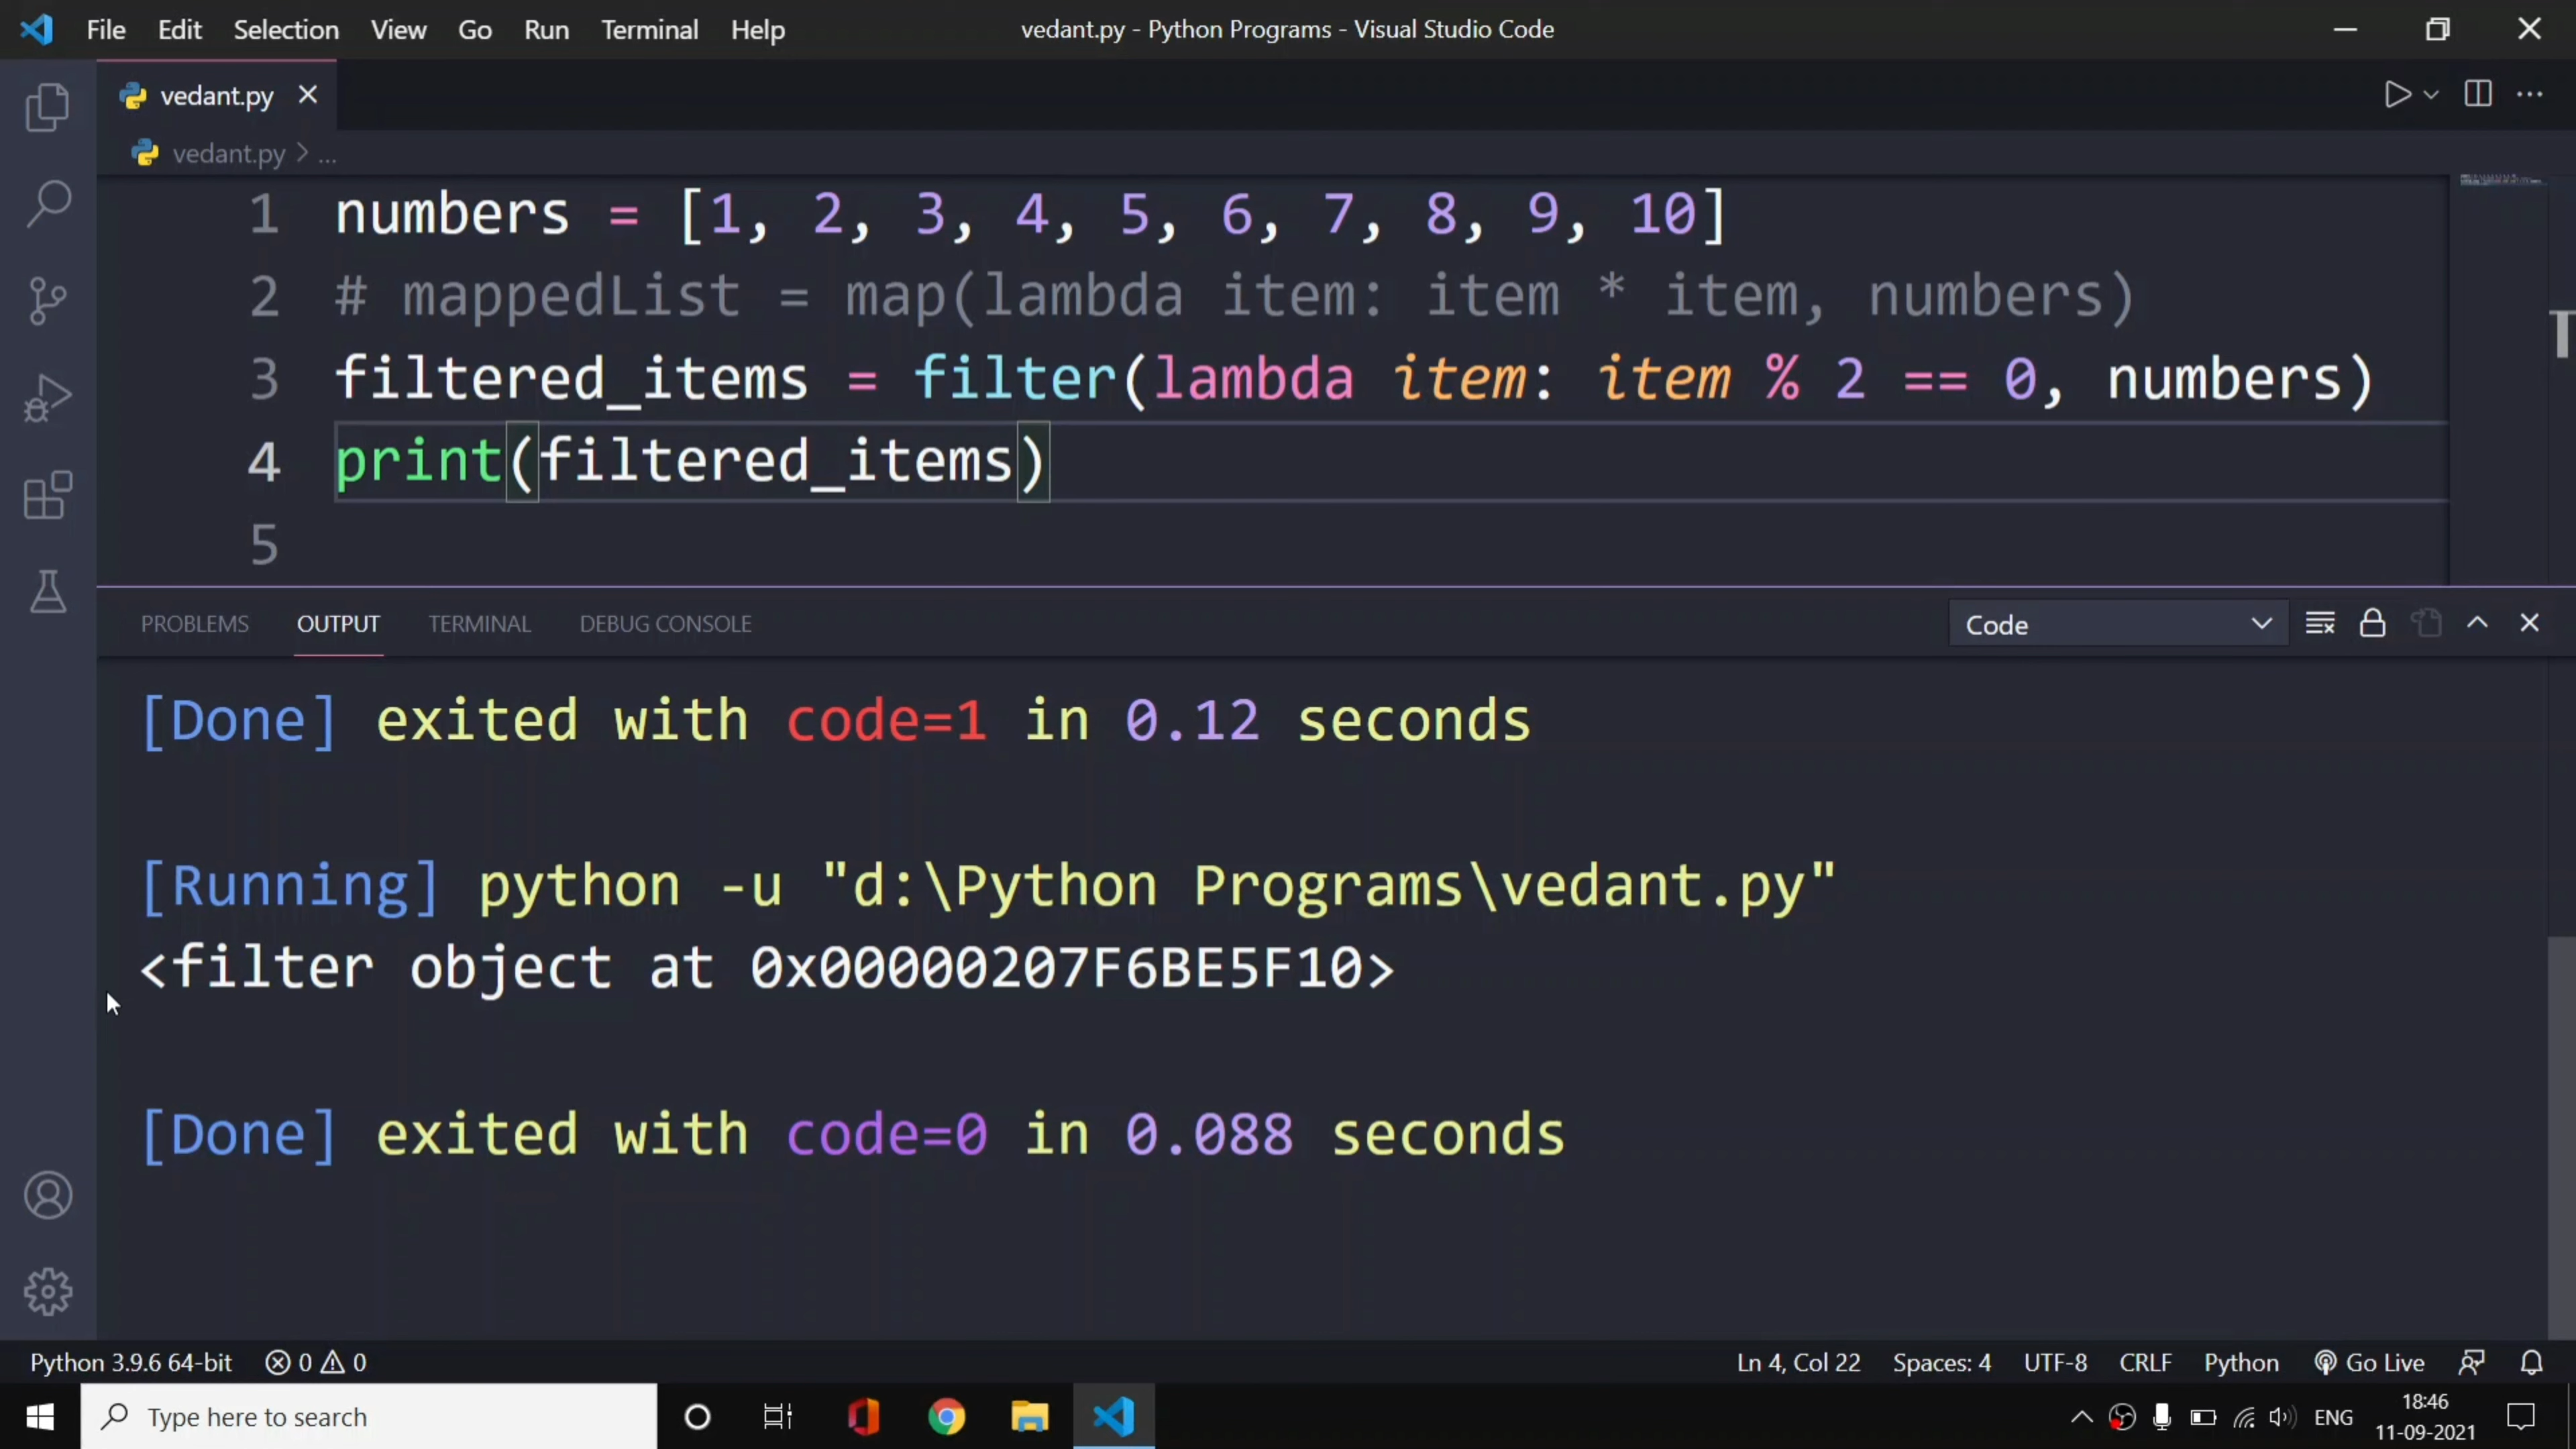 File Edit Selection View Go Run Terminal Help vedant.py - Python Programs - Visual Studio Code
vedant.py
vedant.py > ...
1 numbers = [1, 2, 3, 4, 5, 6, 7, 8, 9, 10]
2 # mappedList = map(lambda item: item * item, numbers)
3 filtered_items = filter(lambda item: item % 2 == 0, numbers)
4 print(filtered_items)
5
PROBLEMS OUTPUT TERMINAL DEBUG CONSOLE Code
[Done] exited with code=1 in 0.12 seconds
[Running] python -u "d:\Python Programs\vedant.py"
<filter object at 0x00000207F6BE5F10>
[Done] exited with code=0 in 0.088 seconds
Python 3.9.6 64-bit 0 0 Ln 4, Col 22 Spaces: 4 UTF-8 CRLF Python Go Live
Type here to search ENG 18:46
11-09-2021